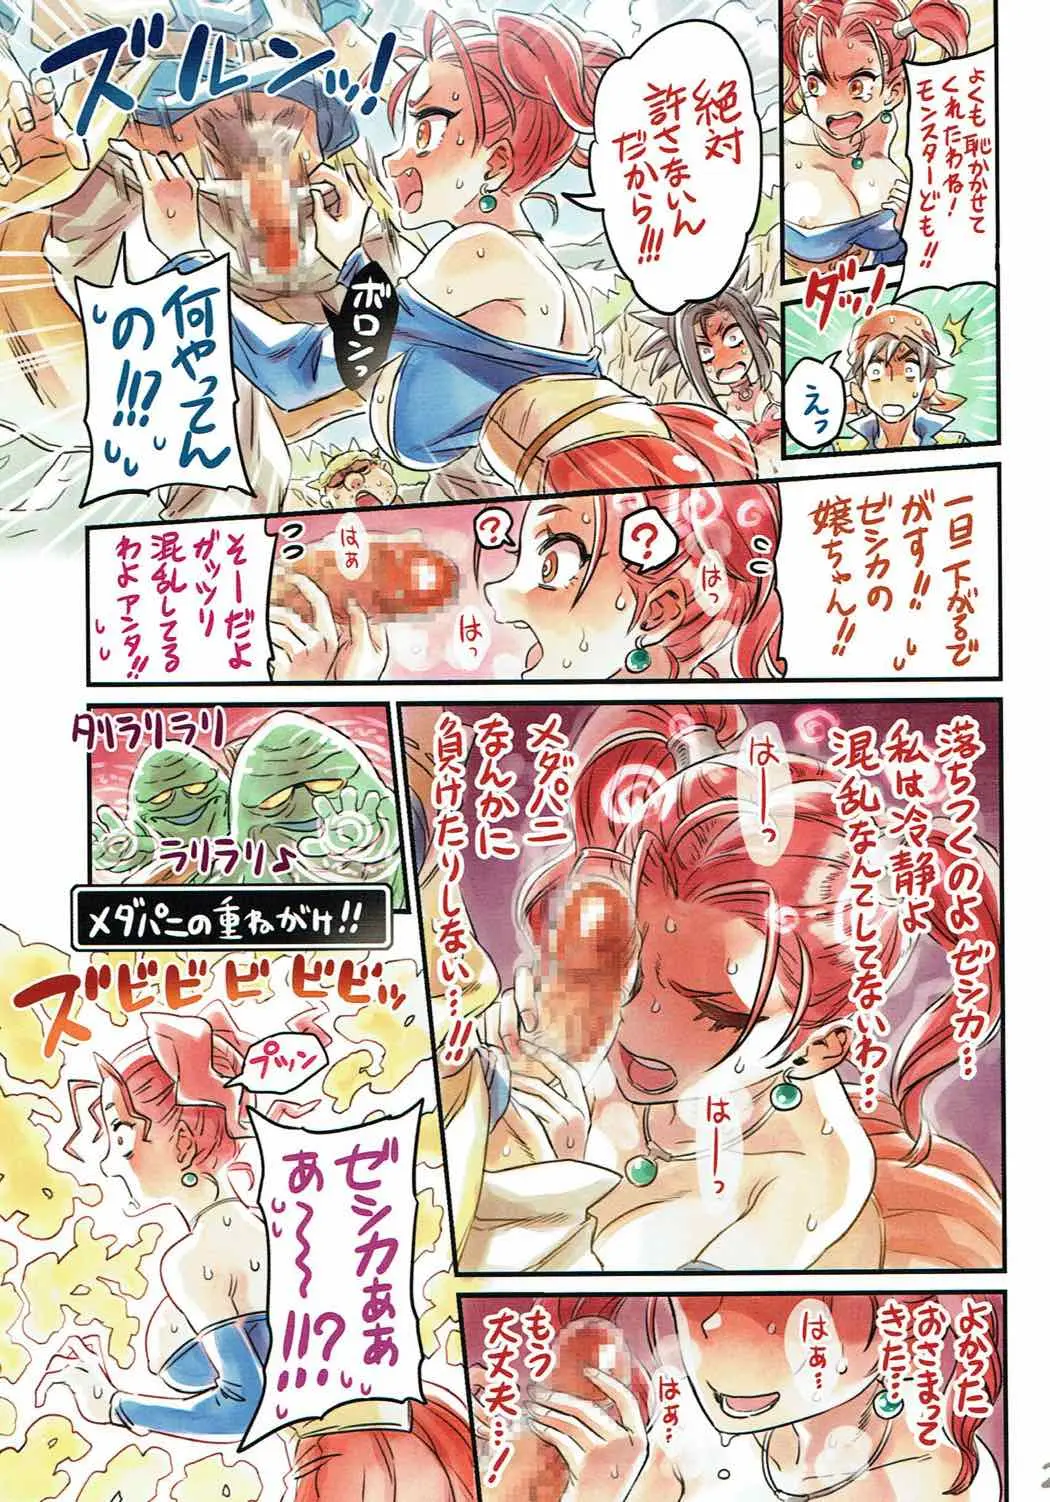 よくも恥かかせて
くれたわね！
モンスターども!!
ダッ!
えっ
絶対
許さないん
だから!!!
ズルンッ!
ボロンっ
何やってん
の!!!?
一旦下がるで
がす!!
ゼシカの
嬢ちゃん!!
?
?
はっ
はっ
はぁ
そーだよ
ガッツリ
混乱してる
わよアンタ!!
落ちつくのよゼシカ…
私は冷静よ
混乱なんてしてないわ…
メダパニ
なんかに
負けたりしない…!!
はーっ
はーっ
タリラリラリ
ラリラリ♪
メダパニの重ねがけ!!
よかった
おさまって
きた…
はぁ…
はぁ…
もう
大丈夫…!
ズビビビビビッ
プツン
ゼシカぁぁ
あ〜〜!!!?
2